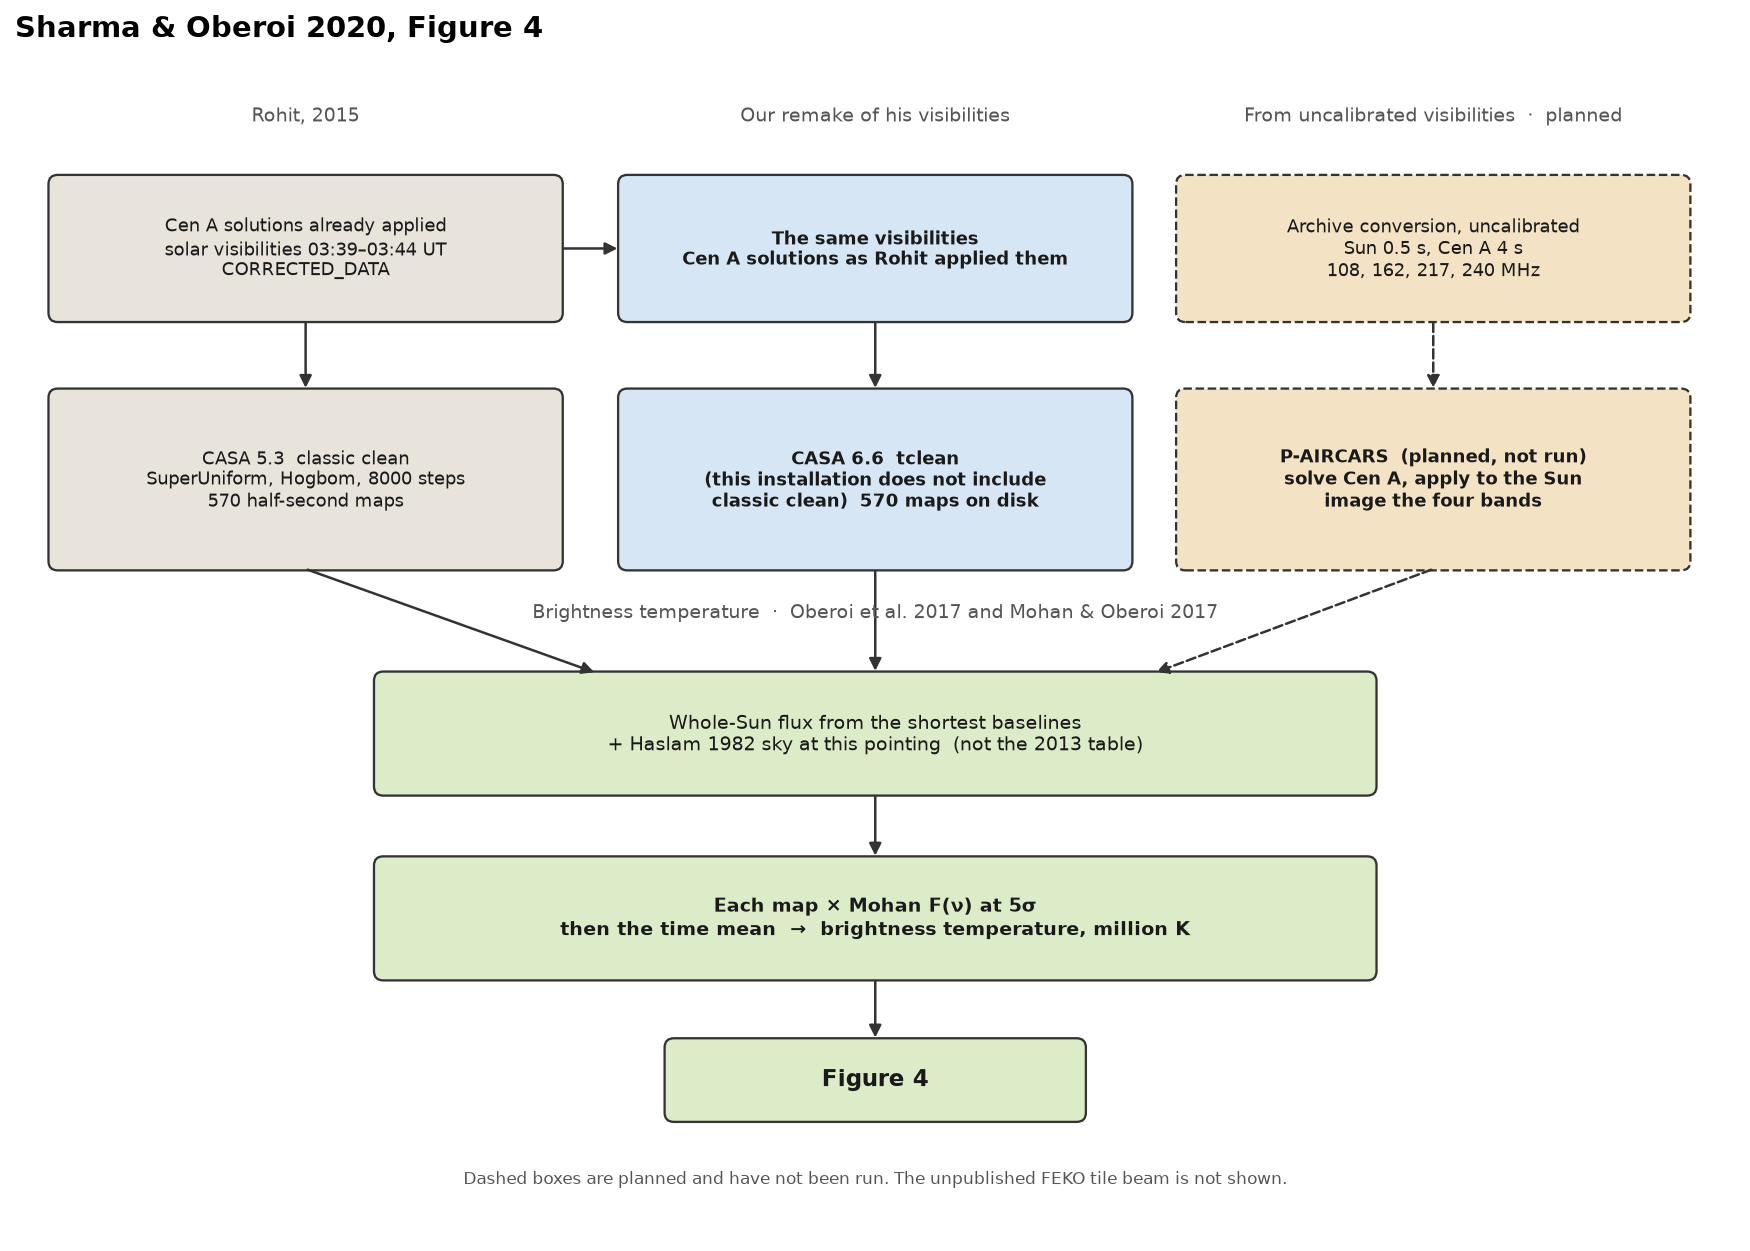 Sharma & Oberoi 2020, Figure 4
Rohit, 2015
Our remake of his visibilities
From uncalibrated visibilities · planned
Cen A solutions already applied
solar visibilities 03:39–03:44 UT
CORRECTED_DATA
The same visibilities
Cen A solutions as Rohit applied them
Archive conversion, uncalibrated
Sun 0.5 s, Cen A 4 s
108, 162, 217, 240 MHz
CASA 5.3 classic clean
SuperUniform, Hogbom, 8000 steps
570 half-second maps
CASA 6.6 tclean
(this installation does not include
classic clean) 570 maps on disk
P-AIRCARS (planned, not run)
solve Cen A, apply to the Sun
image the four bands
Brightness temperature · Oberoi et al. 2017 and Mohan & Oberoi 2017
Whole-Sun flux from the shortest baselines
+ Haslam 1982 sky at this pointing (not the 2013 table)
Each map × Mohan F(ν) at 5σ
then the time mean → brightness temperature, million K
Figure 4
Dashed boxes are planned and have not been run. The unpublished FEKO tile beam is not shown.